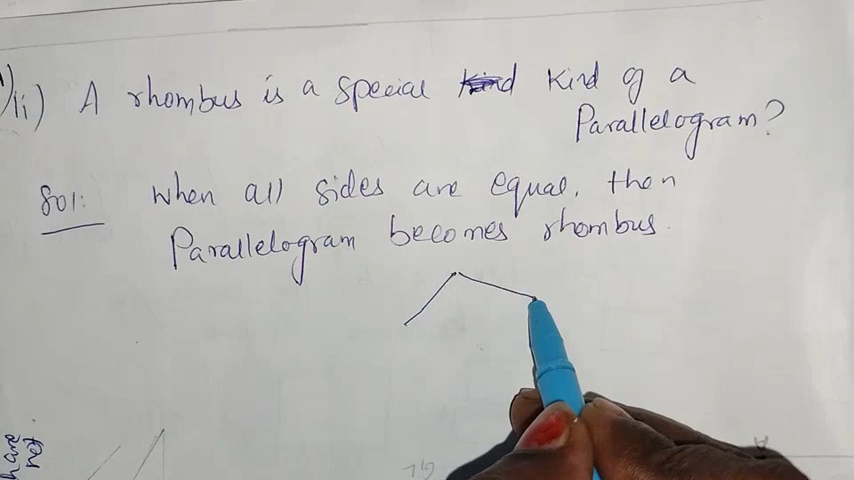 ii) A rhombus is a special kind of a
Parallelogram?
Sol: When all sides are equal, then
Parallelogram becomes rhombus.